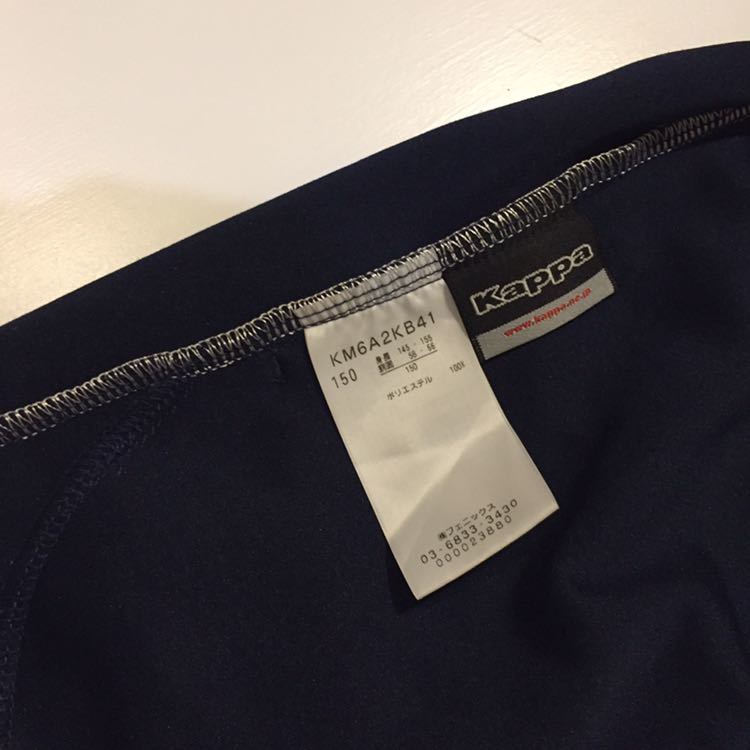 Kappa
www.kappa.ne.jp
KM6A2KB41
150
身長 145 - 155
胴囲 56 - 66
150
ポリエステル 100%
㈱フェニックス
03-6833-3430
000023880